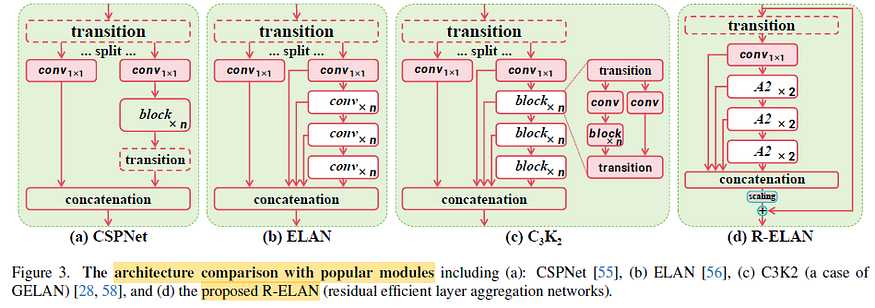 transition
... split ...
conv1×1
conv1×1
block× n
transition
concatenation
(a) CSPNet
transition
... split ...
conv1×1
conv1×1
conv× n
conv× n
conv× n
concatenation
(b) ELAN
transition
... split ...
conv1×1
conv1×1
block× n
block× n
block× n
concatenation
transition
conv
conv
block× n
transition
(c) C3K2
transition
conv1×1
A2 × 2
A2 × 2
A2 × 2
concatenation
scaling
+
(d) R-ELAN
Figure 3. The architecture comparison with popular modules including (a): CSPNet [55], (b) ELAN [56], (c) C3K2 (a case of
GELAN) [28, 58], and (d) the proposed R-ELAN (residual efficient layer aggregation networks).